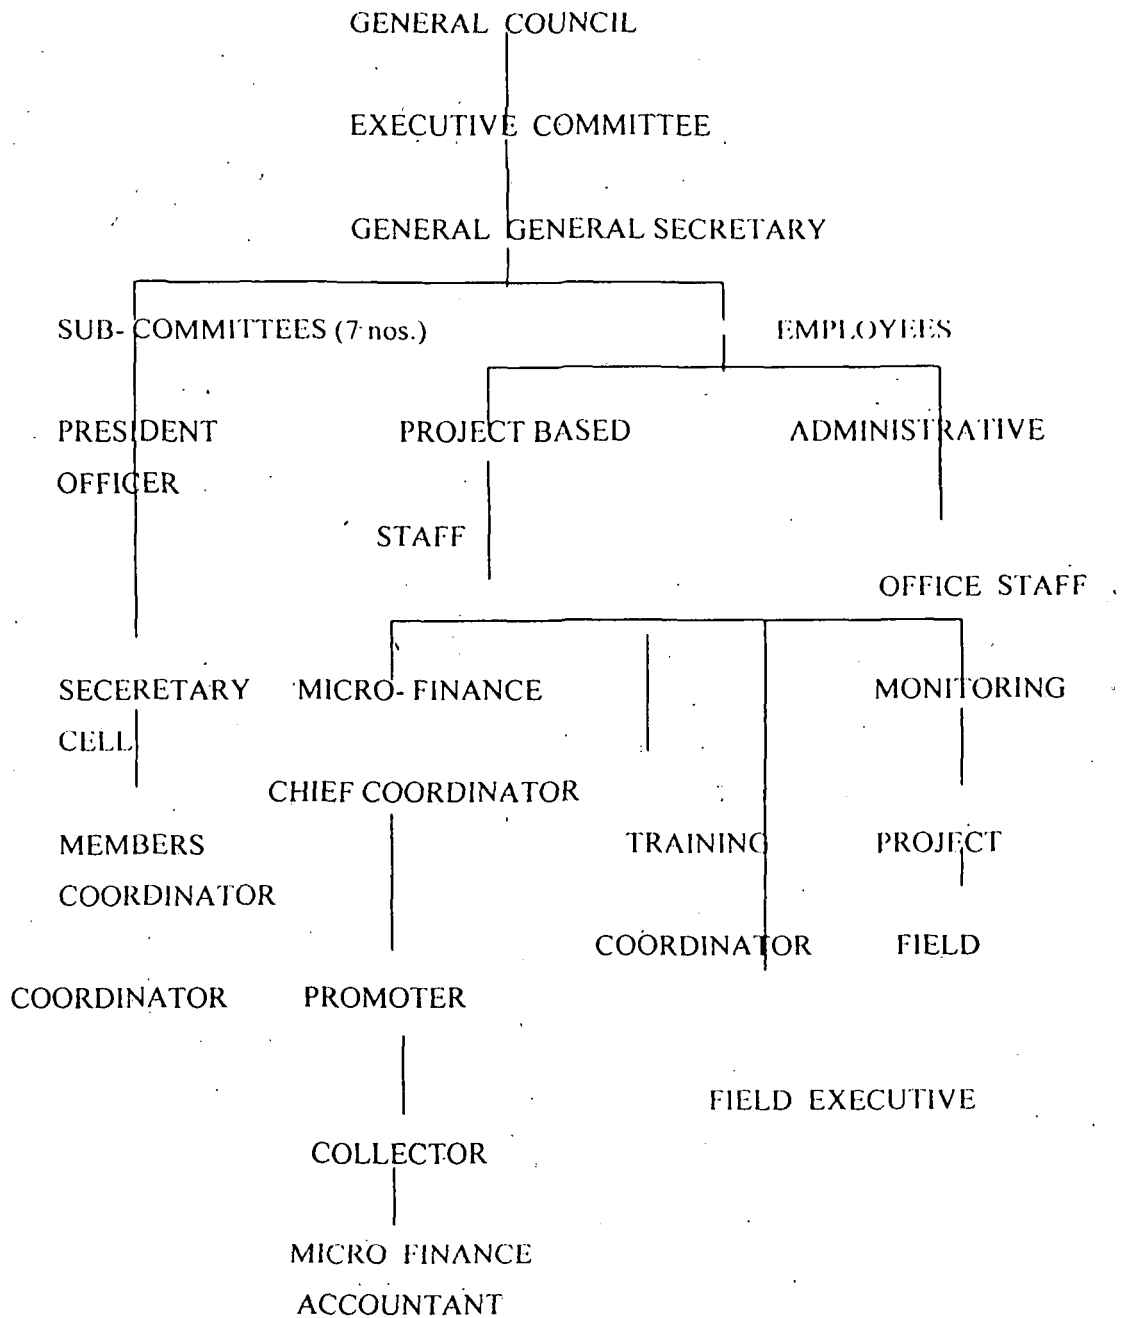 GENERAL COUNCIL
EXECUTIVE COMMITTEE
GENERAL GENERAL SECRETARY
SUB- COMMITTEES (7 nos.) EMPLOYEES
PRESIDENT PROJECT BASED ADMINISTRATIVE
OFFICER
STAFF
OFFICE STAFF
SECERETARY MICRO- FINANCE MONITORING
CELL
CHIEF COORDINATOR
MEMBERS TRAINING PROJECT
COORDINATOR
COORDINATOR FIELD
COORDINATOR PROMOTER
FIELD EXECUTIVE
COLLECTOR
MICRO FINANCE
ACCOUNTANT